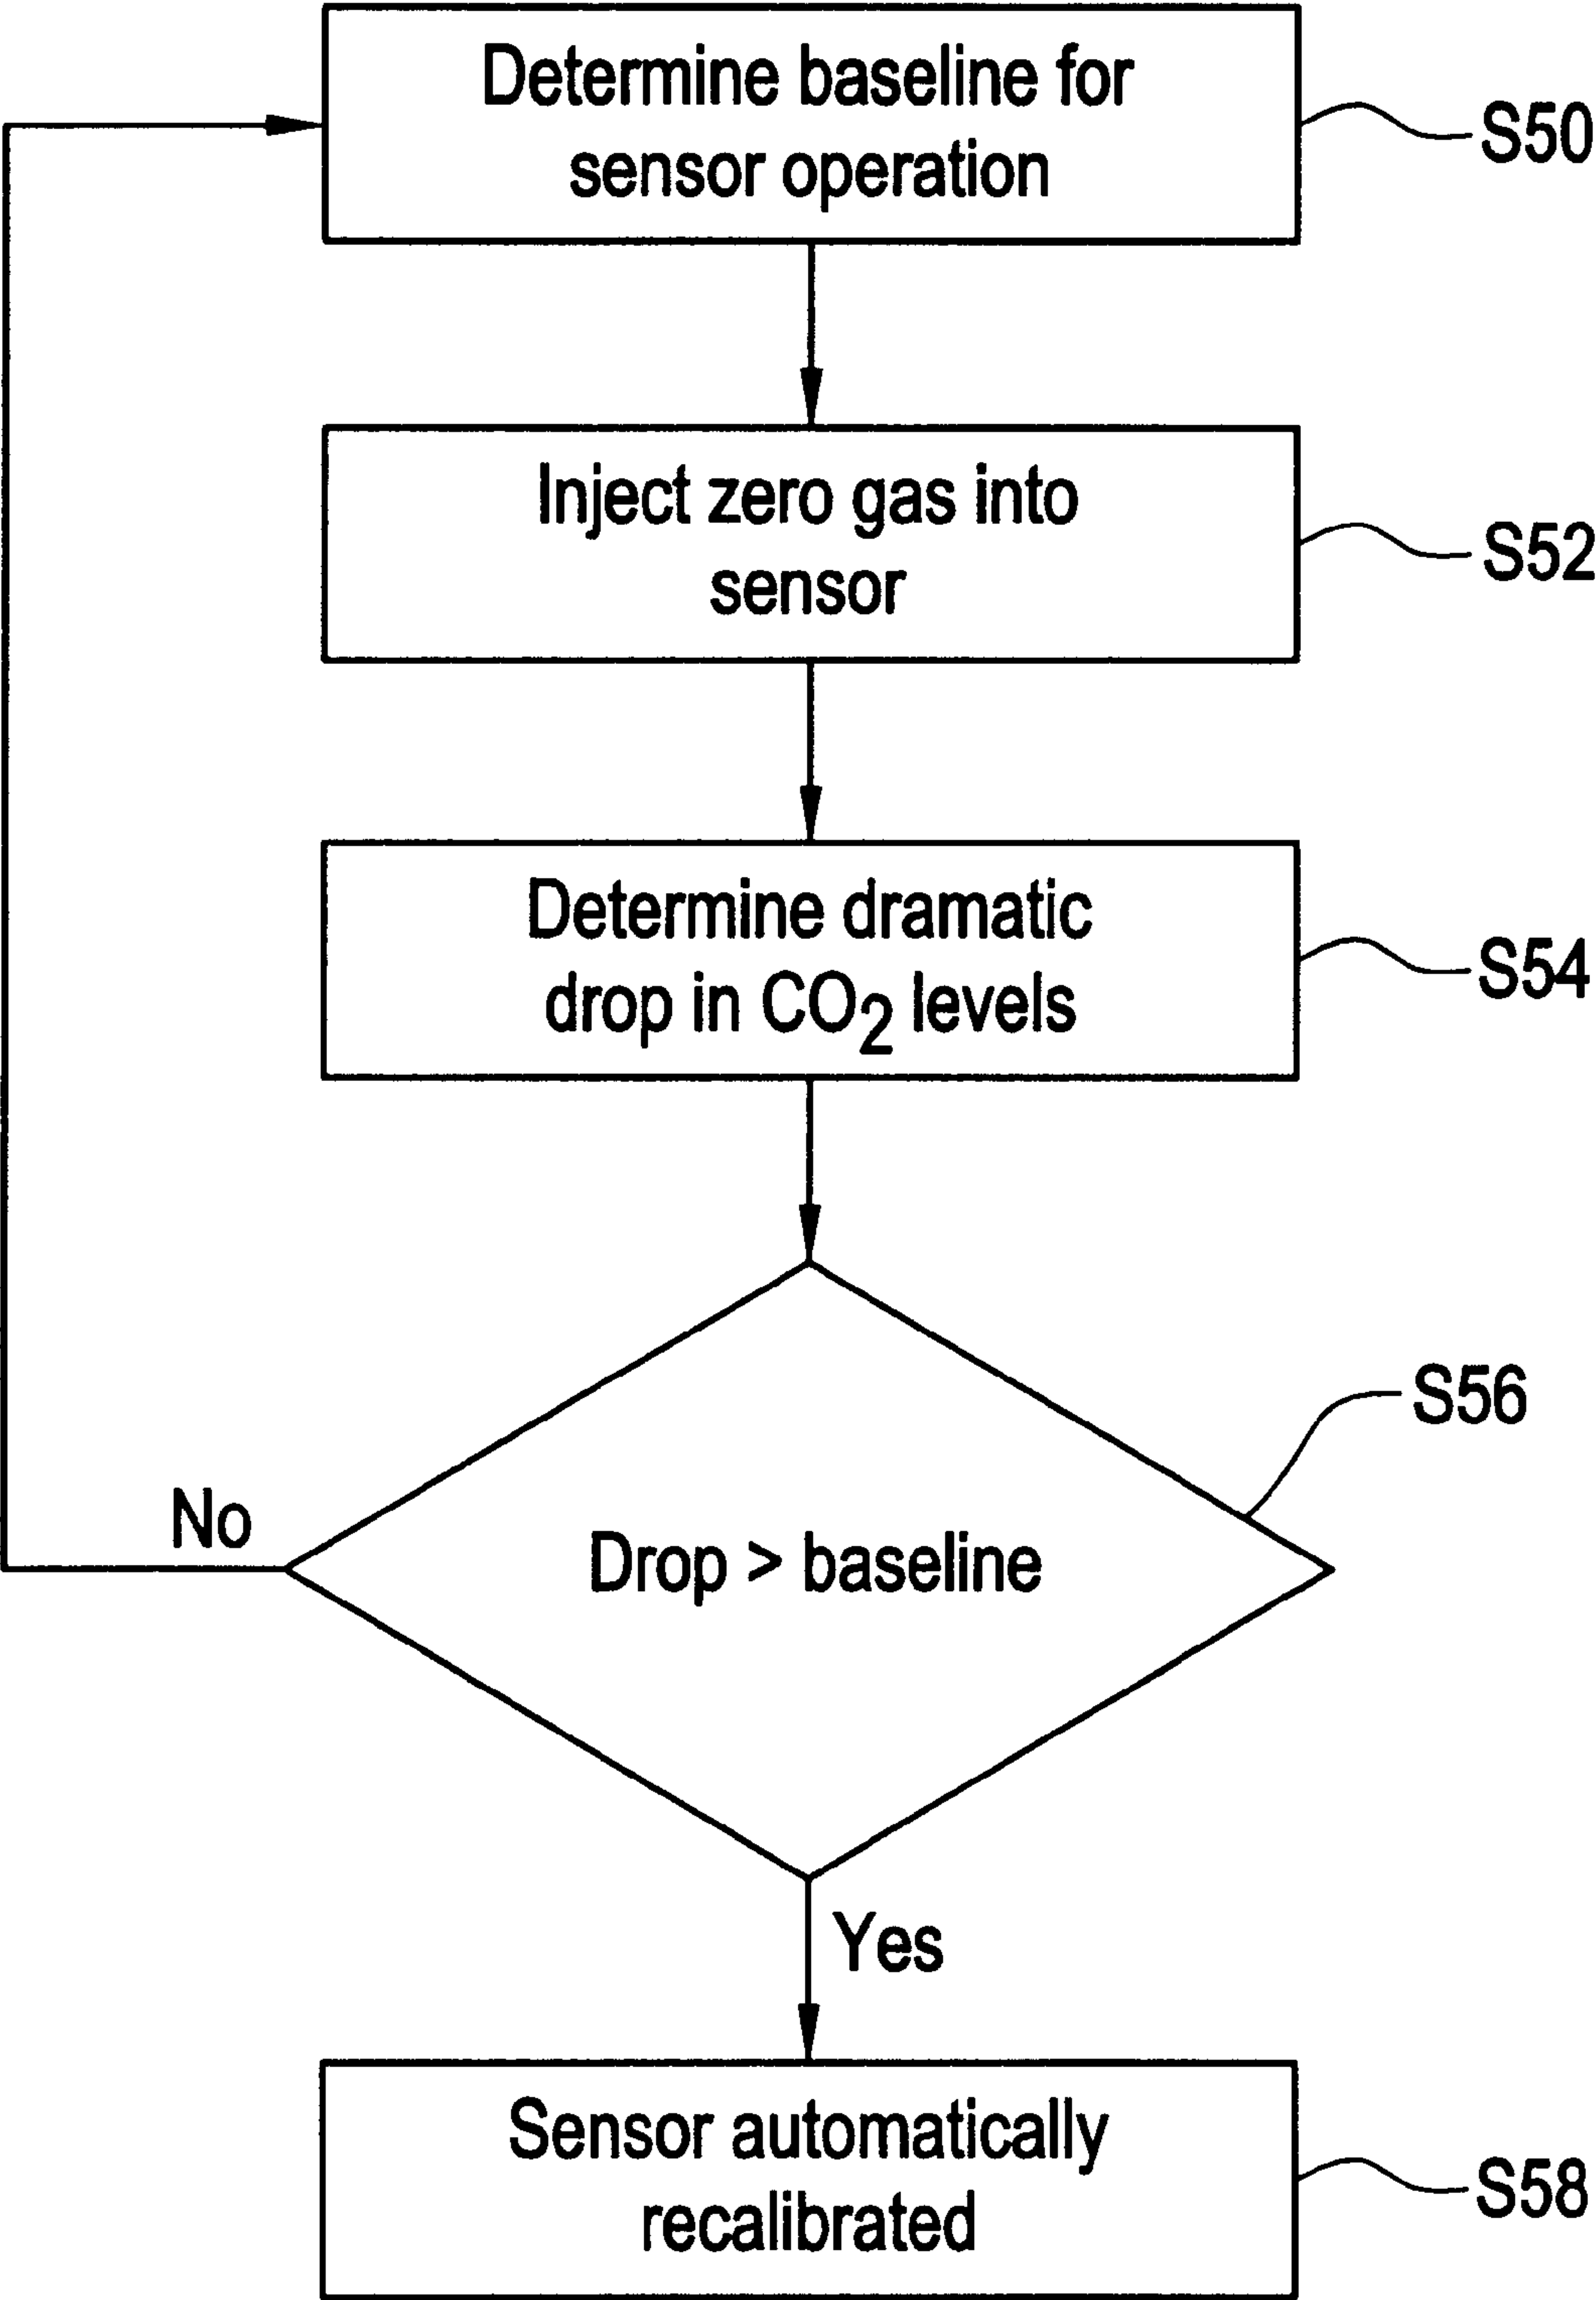 Determine baseline for
sensor operation
S50
Inject zero gas into
sensor
S52
Determine dramatic
drop in CO₂ levels
S54
S56
No
Drop > baseline
Yes
Sensor automatically
recalibrated
S58